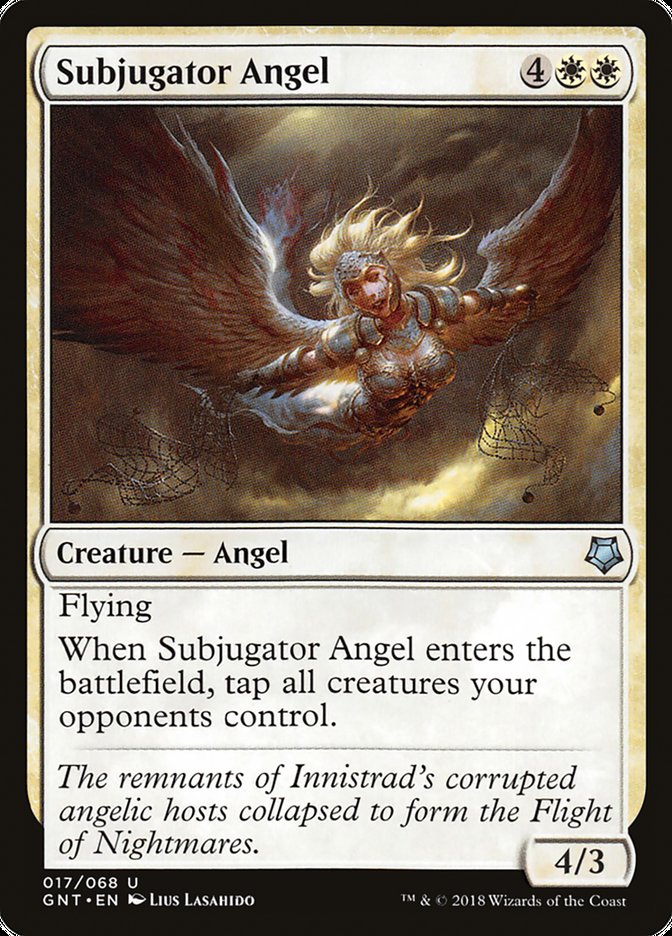 Subjugator Angel 4
Creature — Angel
Flying
When Subjugator Angel enters the
battlefield, tap all creatures your
opponents control.
The remnants of Innistrad's corrupted
angelic hosts collapsed to form the Flight
of Nightmares.
4/3
017/068 U
GNT • EN Lius Lasahido
™ & © 2018 Wizards of the Coast